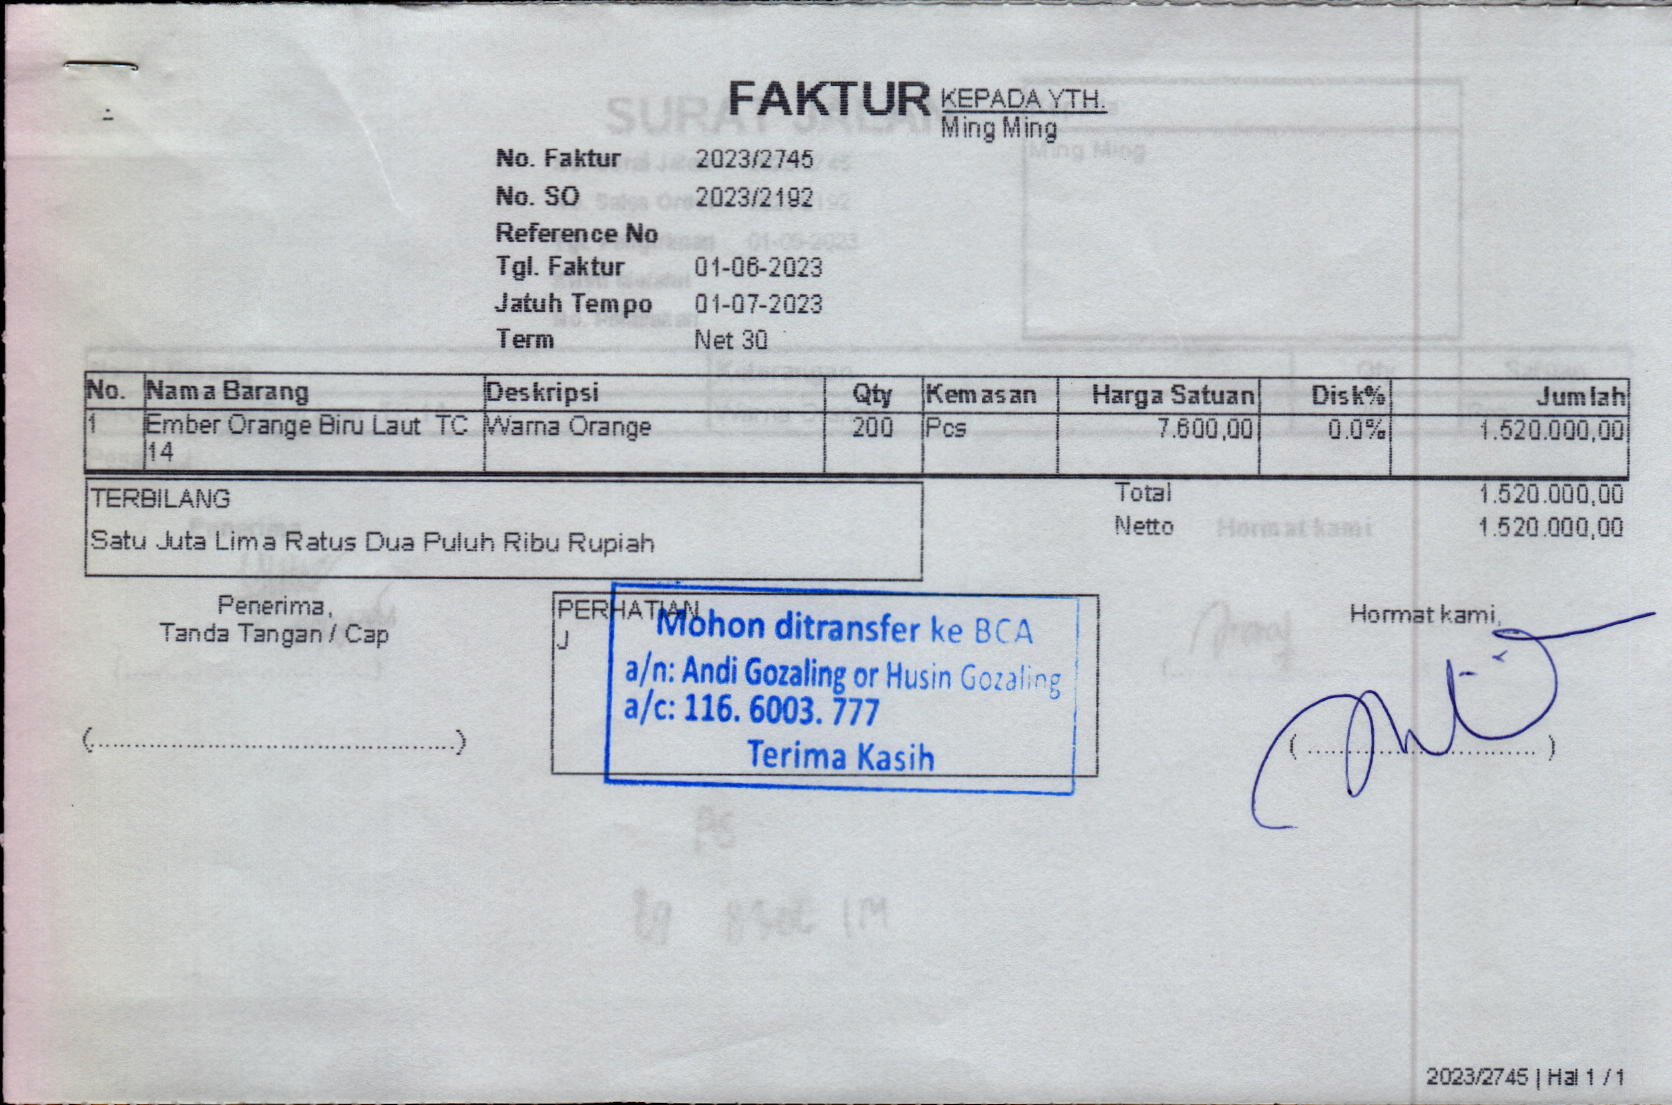 FAKTUR
KEPADA YTH.
Ming Ming
No. Faktur 2023/2745
No. SO 2023/2192
Reference No
Tgl. Faktur 01-06-2023
Jatuh Tempo 01-07-2023
Term Net 30
No. Nama Barang Deskripsi Qty Kemasan Harga Satuan Disk% Jumlah
1 Ember Orange Biru Laut TC Warna Orange 200 Pcs 7.600,00 0.0% 1.520.000,00
14
TERBILANG
Satu Juta Lima Ratus Dua Puluh Ribu Rupiah
Total 1.520.000,00
Netto 1.520.000,00
Penerima,
Tanda Tangan / Cap
PERHATIAN
J
Mohon ditransfer ke BCA
a/n: Andi Gozaling or Husin Gozaling
a/c: 116. 6003. 777
Terima Kasih
Hormat kami,
2023/2745 | Hal 1 / 1